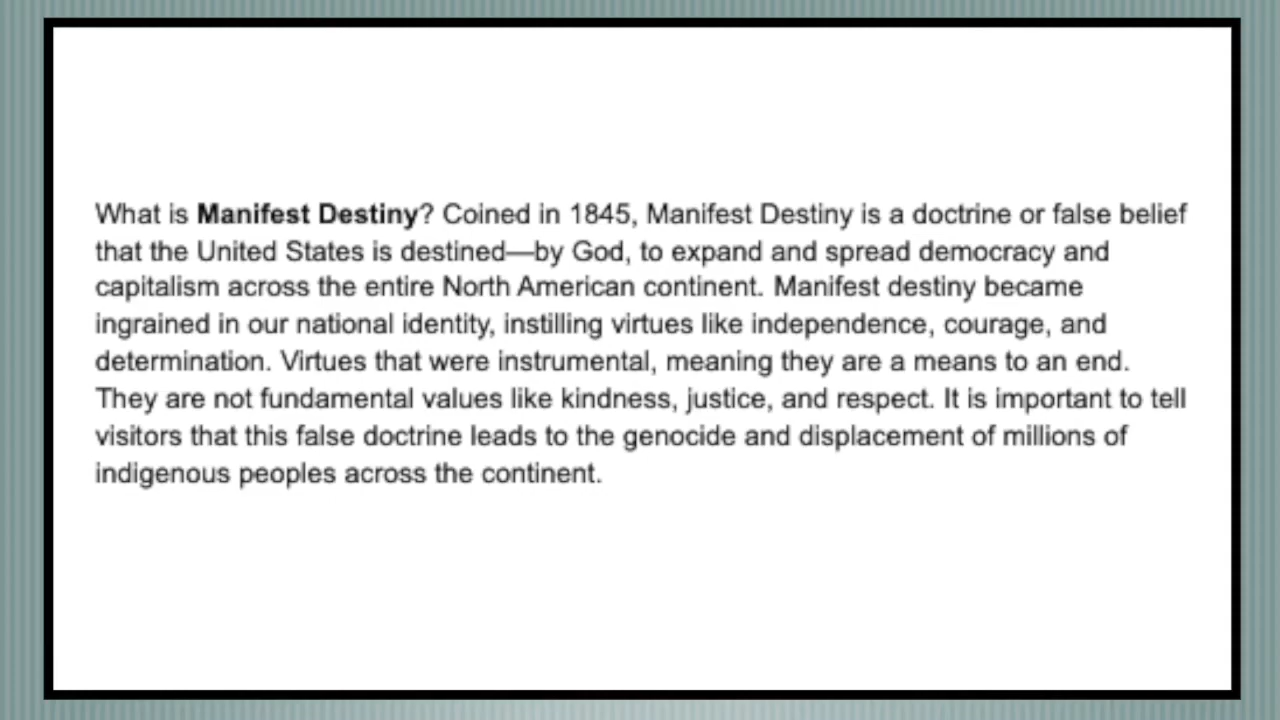 What is Manifest Destiny? Coined in 1845, Manifest Destiny is a doctrine or false belief
that the United States is destined—by God, to expand and spread democracy and
capitalism across the entire North American continent. Manifest destiny became
ingrained in our national identity, instilling virtues like independence, courage, and
determination. Virtues that were instrumental, meaning they are a means to an end.
They are not fundamental values like kindness, justice, and respect. It is important to tell
visitors that this false doctrine leads to the genocide and displacement of millions of
indigenous peoples across the continent.